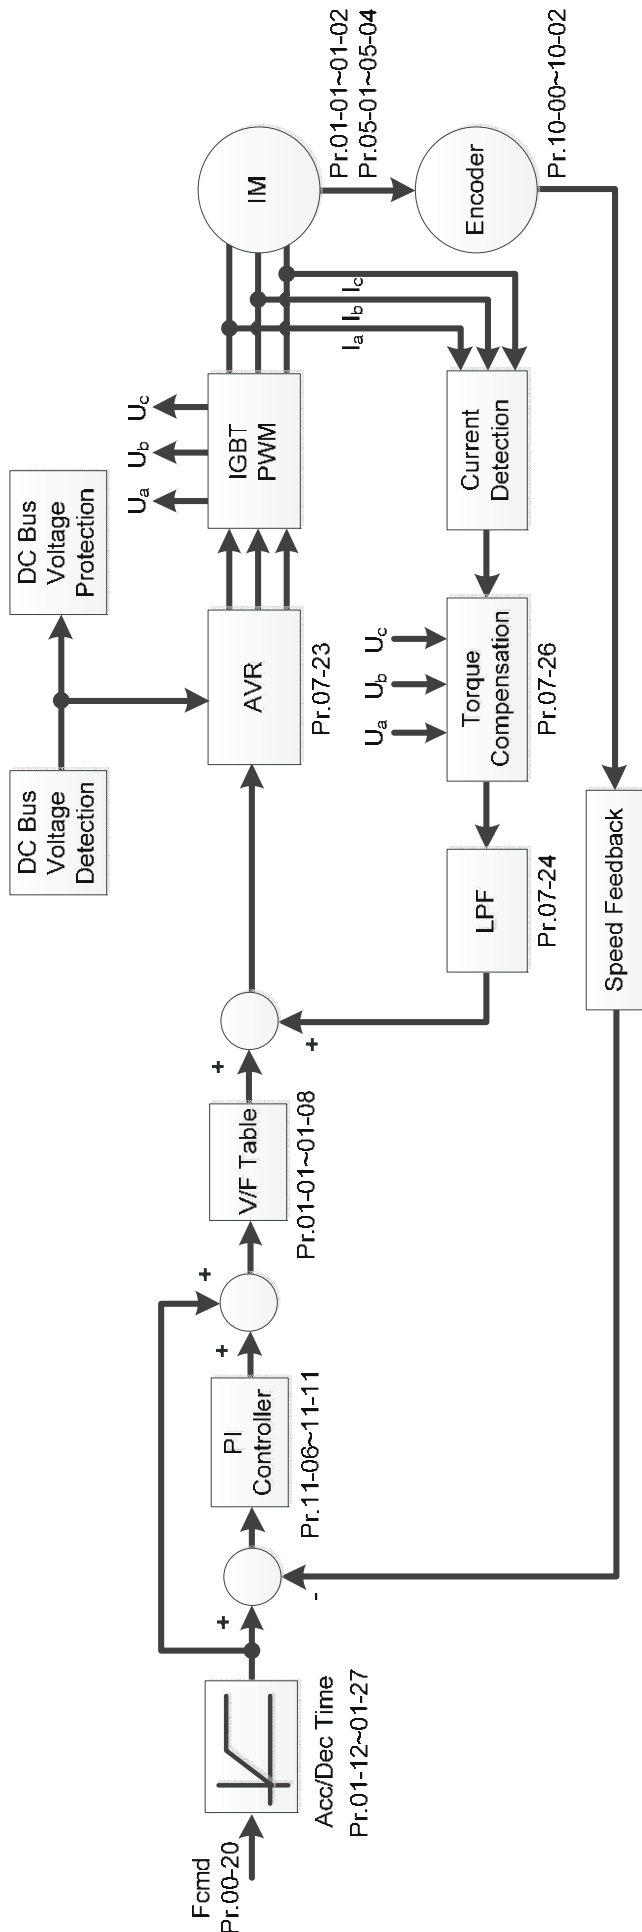 DC Bus
Voltage
Detection
DC Bus
Voltage
Protection
Fcmd
Pr.00-20
Acc/Dec Time
Pr.01-12~01-27
+
-
PI
Controller
Pr.11-06~11-11
+
+
V/F Table
Pr.01-01~01-08
+
+
AVR
Pr.07-23
Ua
Ub
Uc
IGBT
PWM
IM
Pr.01-01~01-02
Pr.05-01~05-04
Ia
Ib
Ic
LPF
Pr.07-24
Ua
Ub
Uc
Torque
Compensation
Pr.07-26
Current
Detection
Encoder
Pr.10-00~10-02
Speed Feedback